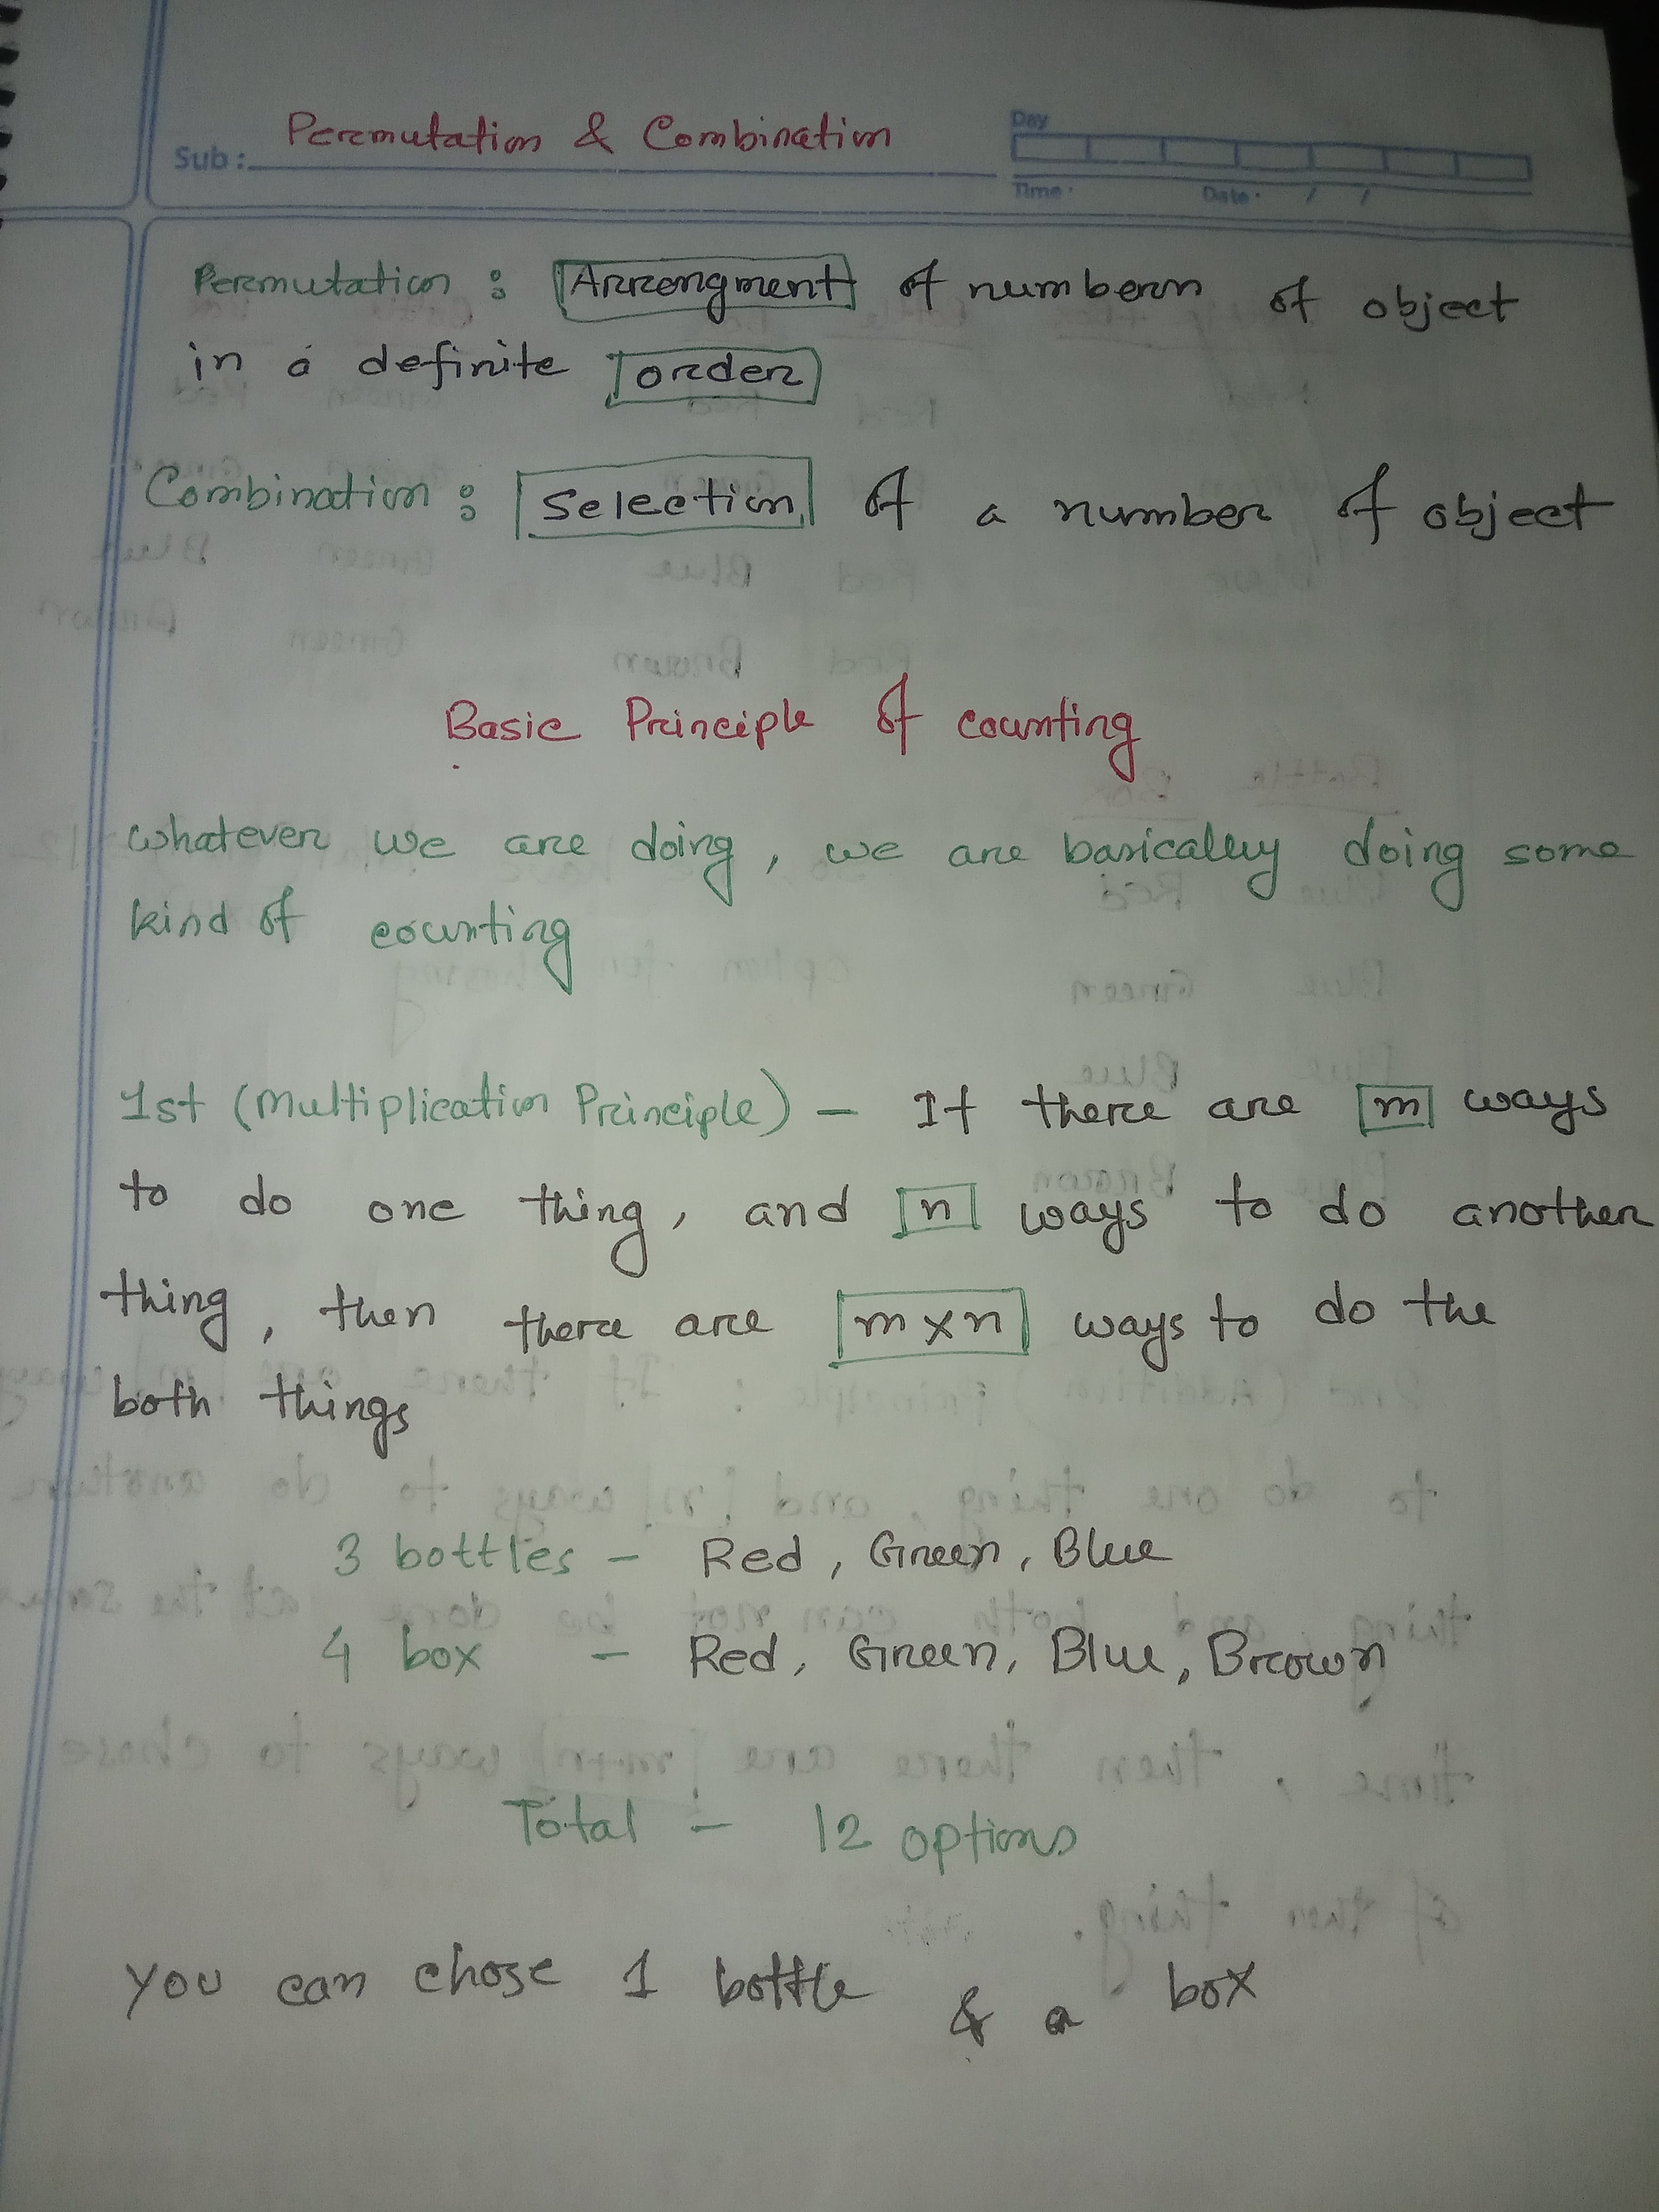 Permutation & Combination
Sub :
Day
Time :
Date : / /
Permutation : Arrengment of number of object
in a definite order
Combination : Selection of a number of object
Basic Principle of counting
whatever we are doing, we are basically doing some
kind of counting
1st (Multiplication Principle) - If there are m ways
to do one thing, and n ways to do another
thing, then there are m x n ways to do the
both things
3 bottles - Red, Green, Blue
4 box - Red, Green, Blue, Brown
Total - 12 options
you can chose 1 bottle & a box